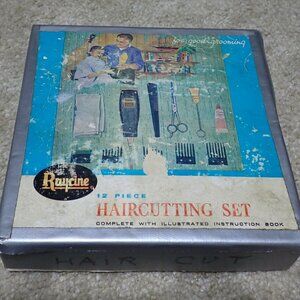 for good grooming
Raycine
12 PIECE
HAIRCUTTING SET
COMPLETE WITH ILLUSTRATED INSTRUCTION BOOK
HAIR CUT